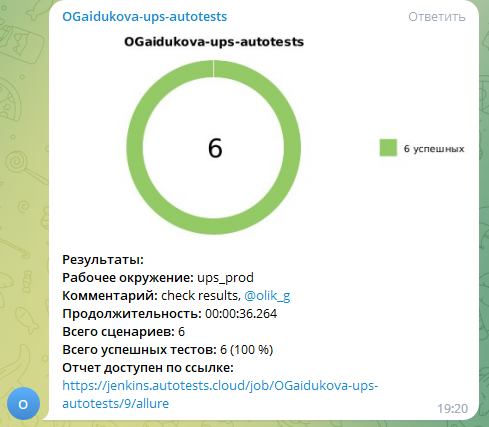 OGaidukova-ups-autotests
Ответить
OGaidukova-ups-autotests
6
6 успешных
Результаты:
Рабочее окружение: ups_prod
Комментарий: check results, @olik_g
Продолжительность: 00:00:36.264
Всего сценариев: 6
Всего успешных тестов: 6 (100 %)
Отчет доступен по ссылке:
https://jenkins.autotests.cloud/job/OGaidukova-ups-
autotests/9/allure
O
19:20